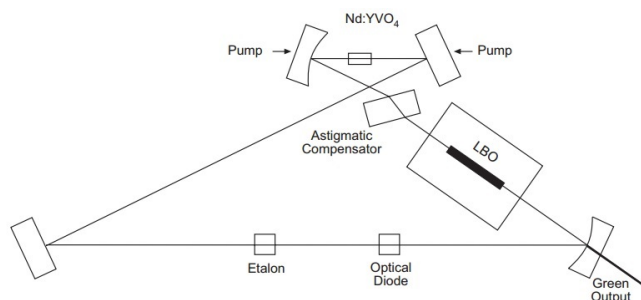 Nd:YVO4
Pump
Pump
Astigmatic
Compensator
LBO
Etalon
Optical
Diode
Green
Output